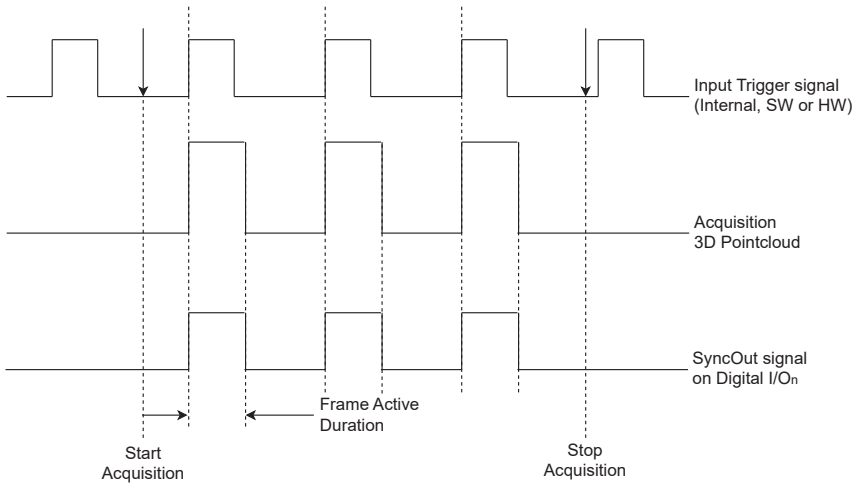 Input Trigger signal
(Internal, SW or HW)
Acquisition
3D Pointcloud
SyncOut signal
on Digital I/On
Frame Active
Duration
Start
Acquisition
Stop
Acquisition